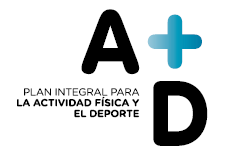 A+
PLAN INTEGRAL PARA
LA ACTIVIDAD FÍSICA Y
EL DEPORTE
D